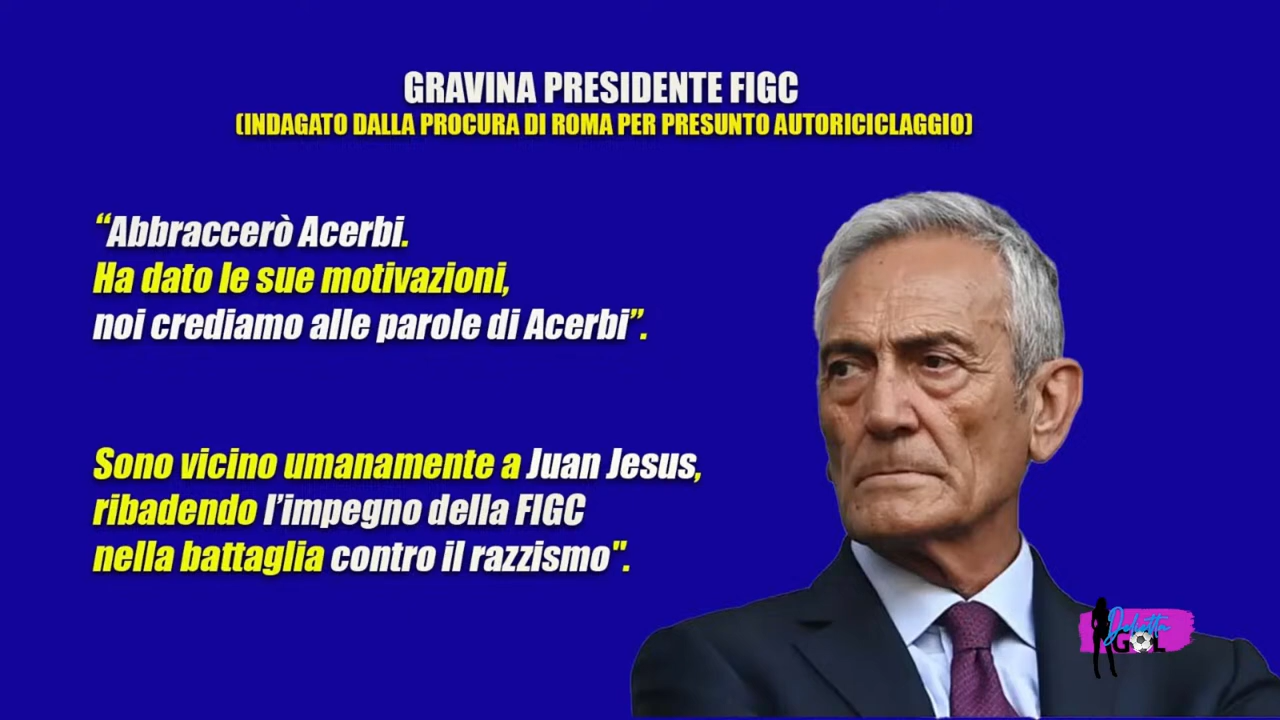 GRAVINA PRESIDENTE FIGC
(INDAGATO DALLA PROCURA DI ROMA PER PRESUNTO AUTORICICLAGGIO)
“Abbraccerò Acerbi.
Ha dato le sue motivazioni,
noi crediamo alle parole di Acerbi”.
Sono vicino umanamente a Juan Jesus,
ribadendo l’impegno della FIGC
nella battaglia contro il razzismo".
GOL